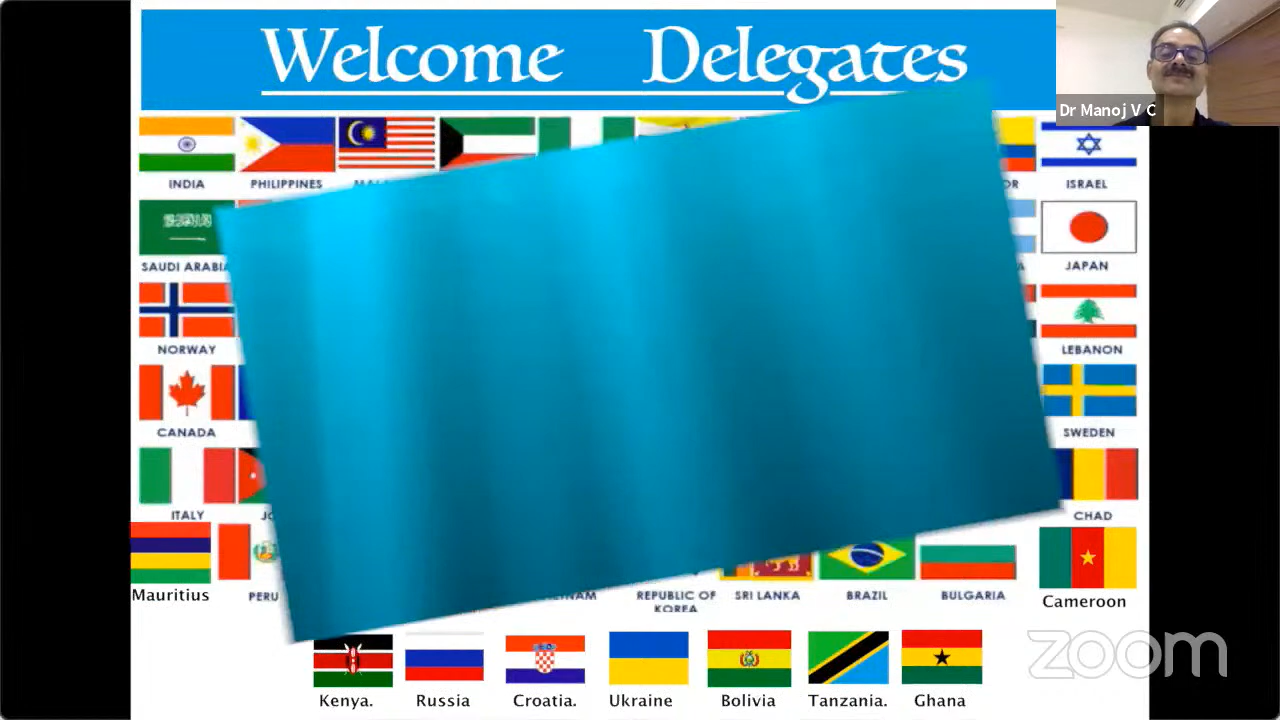 Welcome Delegates
Dr Manoj V C
INDIA PHILIPPINES ISRAEL
SAUDI ARABIA JAPAN
NORWAY LEBANON
CANADA SWEDEN
ITALY CHAD
Mauritius PERU REPUBLIC OF KOREA SRI LANKA BRAZIL BULGARIA Cameroon
Kenya. Russia Croatia. Ukraine Bolivia Tanzania. Ghana
zoom